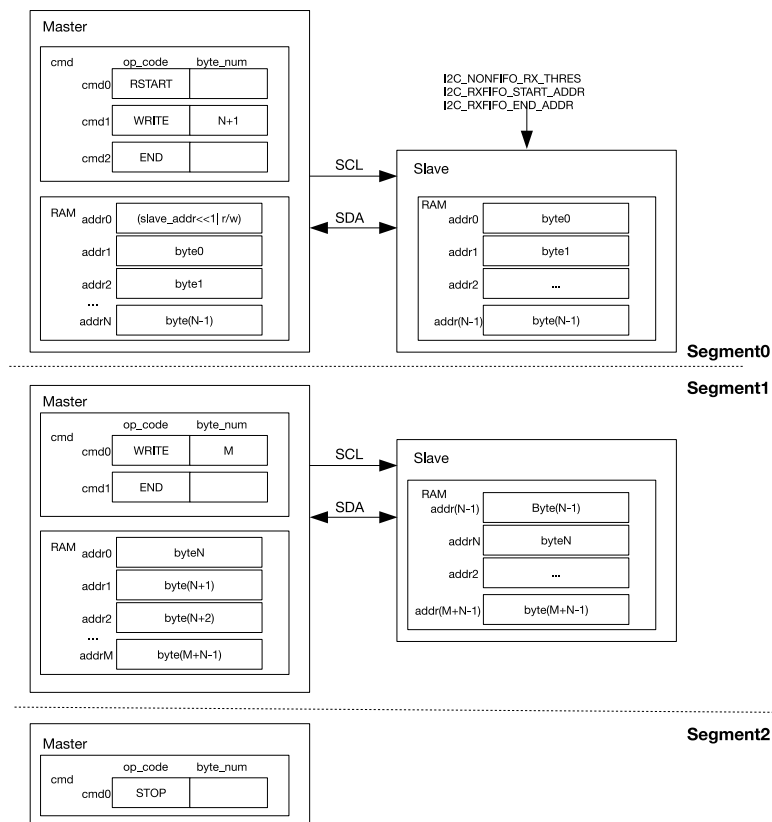 Master
op_code byte_num
cmd
cmd0 RSTART
cmd1 WRITE N+1
cmd2 END
RAM
addr0 (slave_addr<<1| r/w)
addr1 byte0
addr2 byte1
...
addrN byte(N-1)
SCL
SDA
I2C_NONFIFO_RX_THRES
I2C_RXFIFO_START_ADDR
I2C_RXFIFO_END_ADDR
Slave
RAM
addr0 byte0
addr1 byte1
addr2 ...
addr(N-1) byte(N-1)
Segment0
Segment1
Master
op_code byte_num
cmd
cmd0 WRITE M
cmd1 END
RAM
addr0 byteN
addr1 byte(N+1)
addr2 byte(N+2)
...
addrM byte(M+N-1)
SCL
SDA
Slave
RAM
addr(N-1) Byte(N-1)
addrN byteN
addr2 ...
addr(M+N-1) byte(M+N-1)
Segment2
Master
op_code byte_num
cmd
cmd0 STOP